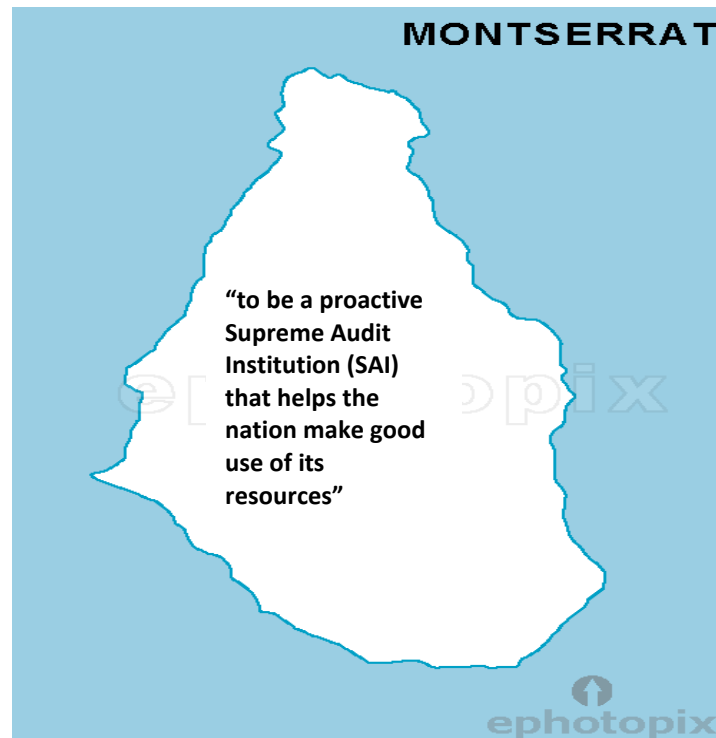 MONTSERRAT
“to be a proactive
Supreme Audit
Institution (SAI)
that helps the
nation make good
use of its
resources”
ephotopix